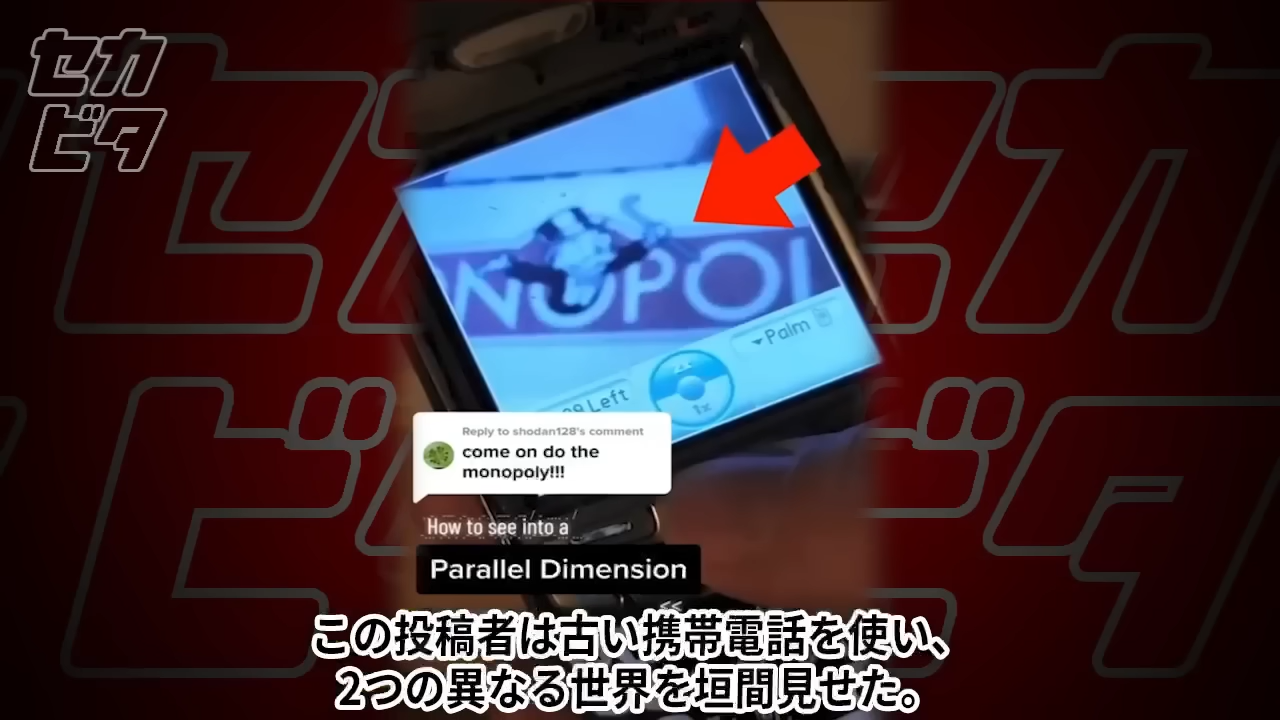 セカ
ビタ
NOPOL
Palm
Left
1x
Reply to shodan128's comment
come on do the
monopoly!!!
How to see into a
Parallel Dimension
この投稿者は古い携帯電話を使い、
2つの異なる世界を垣間見せた。